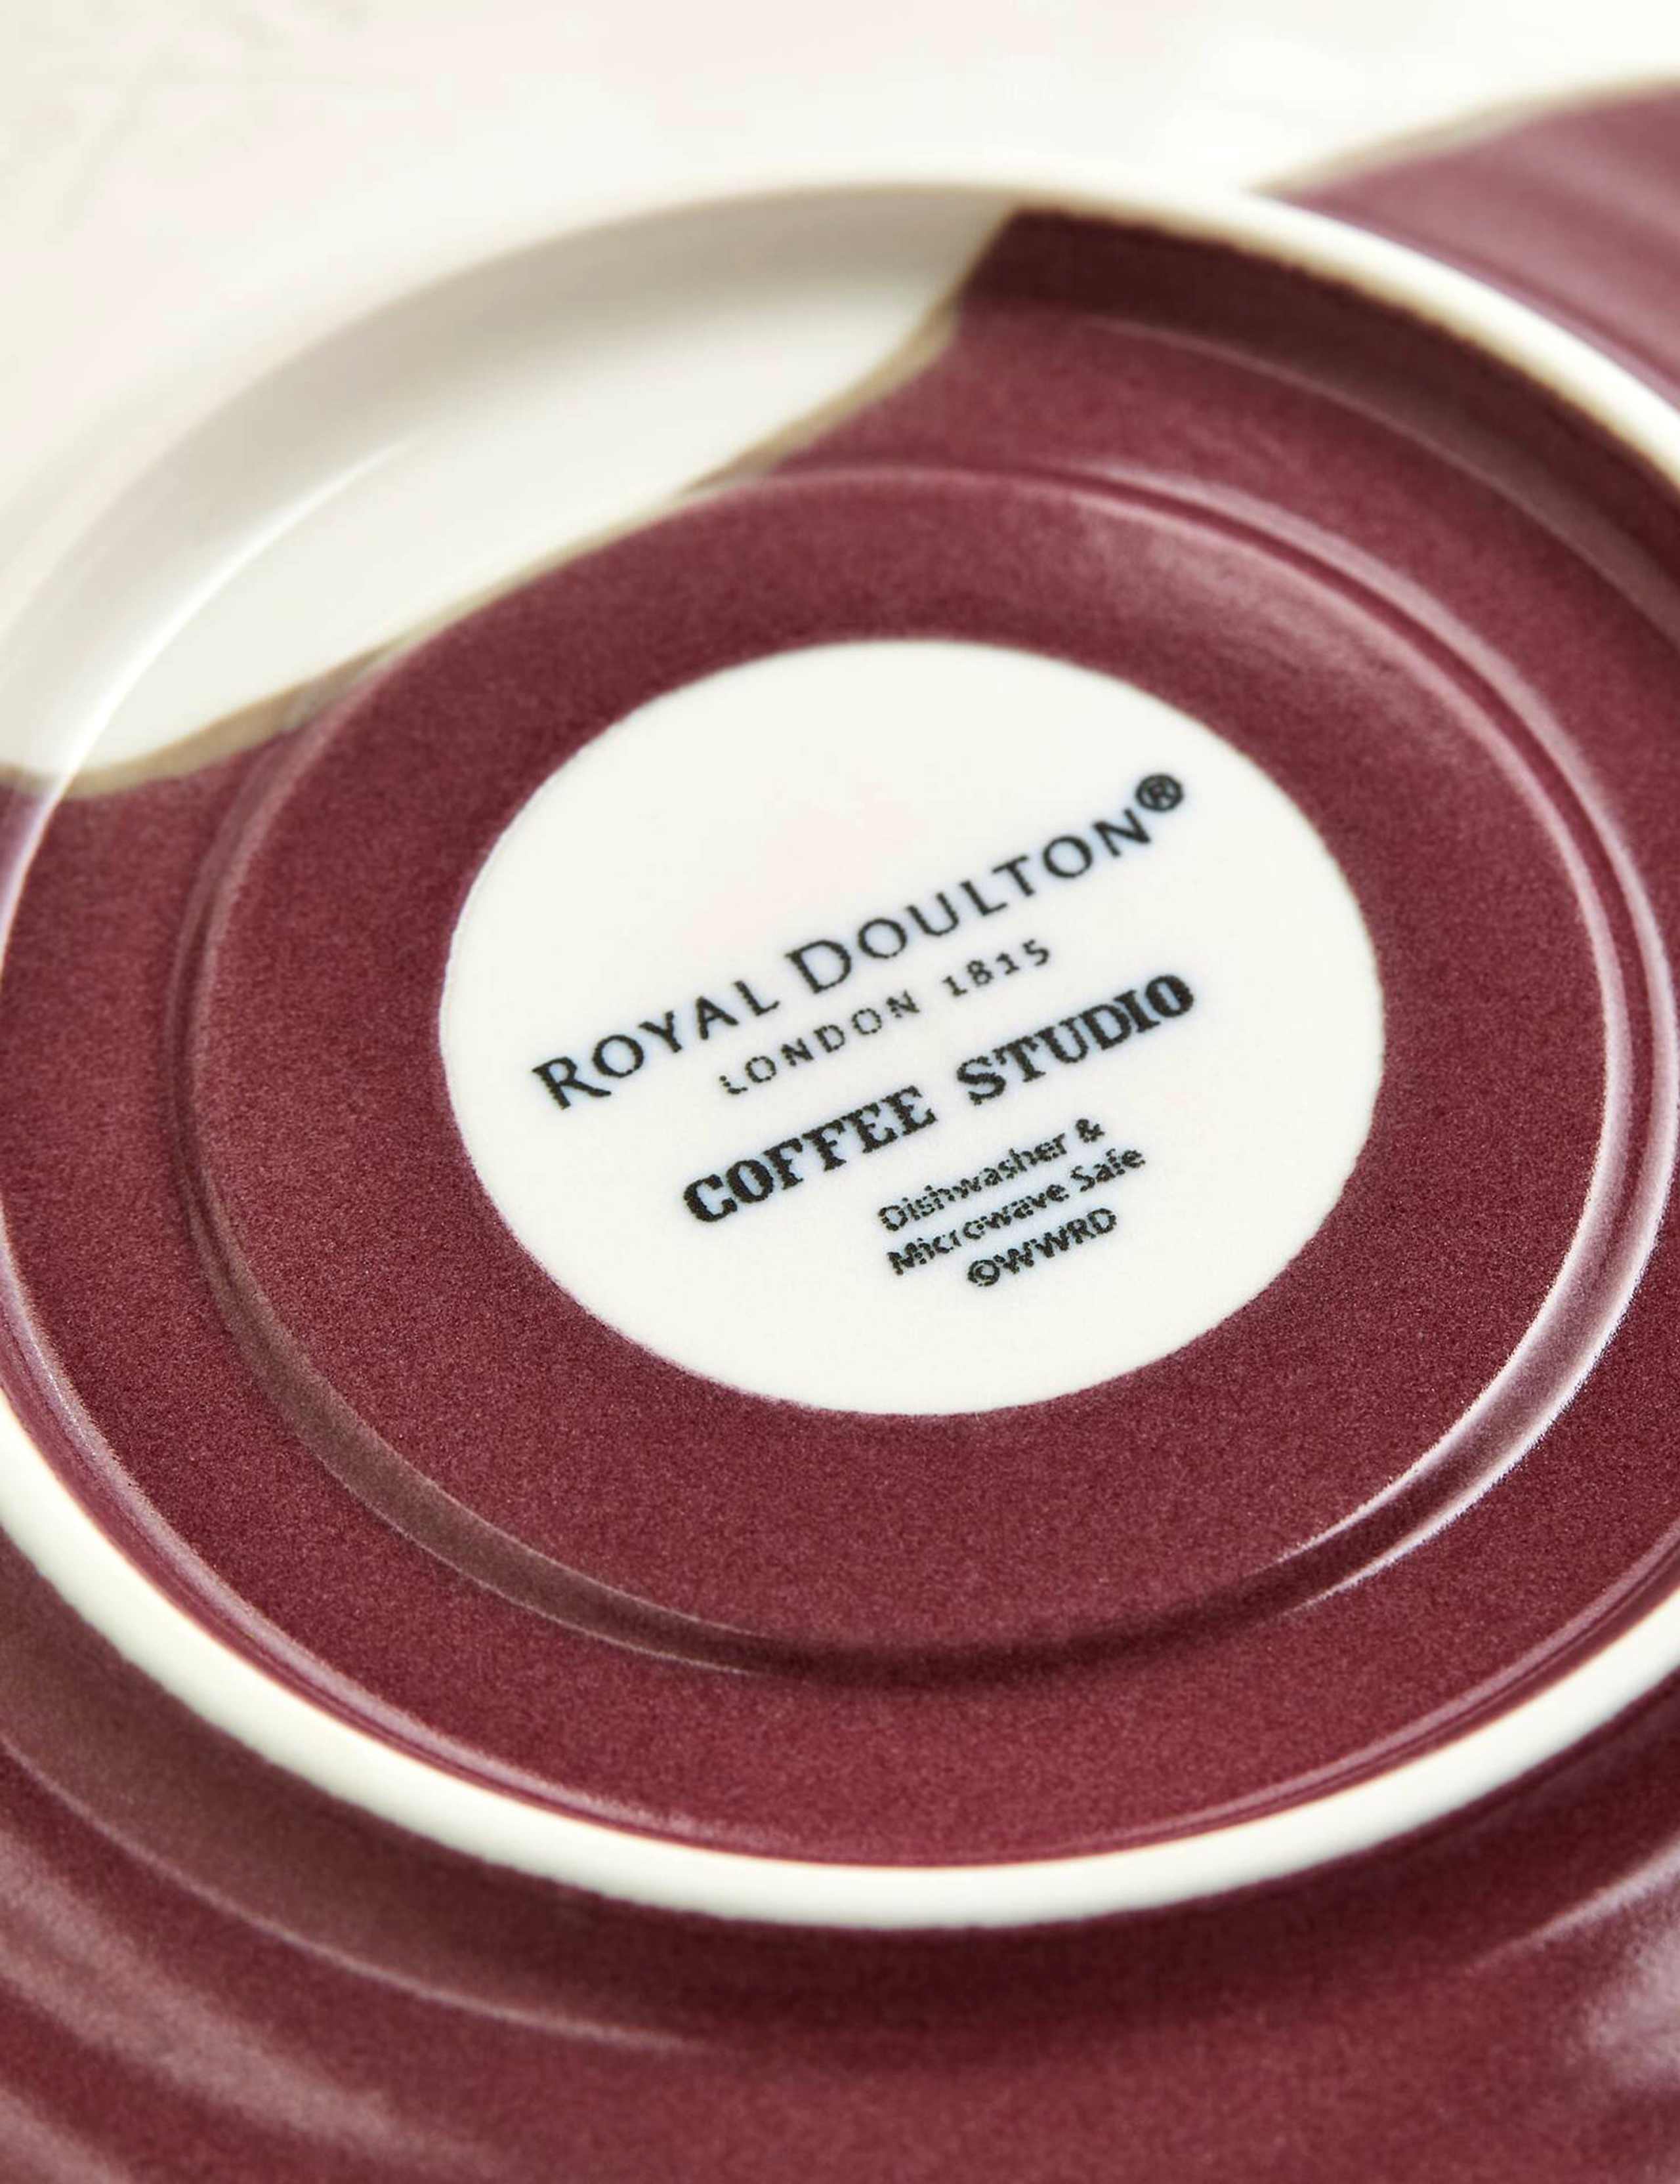 ROYAL DOULTON®
LONDON 1815
COFFEE STUDIO
Dishwasher &
Microwave Safe
©WWRD